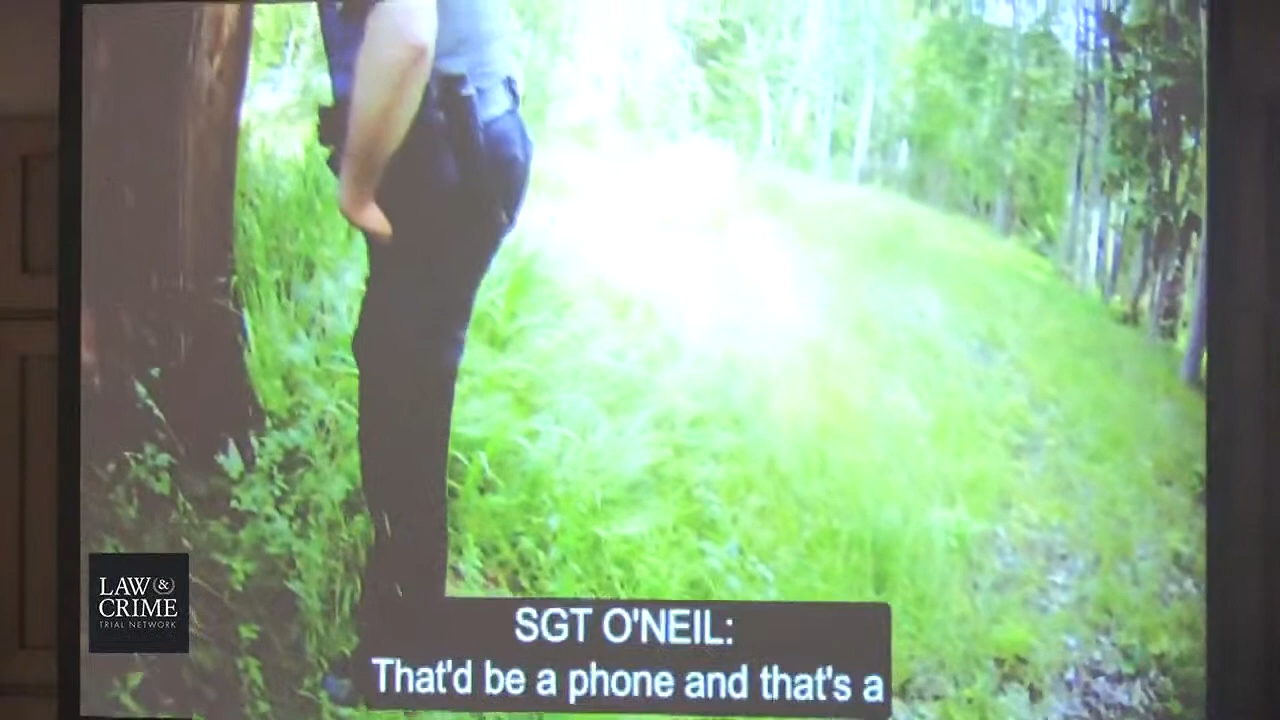 LAW &
CRIME
TRIAL NETWORK
SGT O'NEIL:
That'd be a phone and that's a